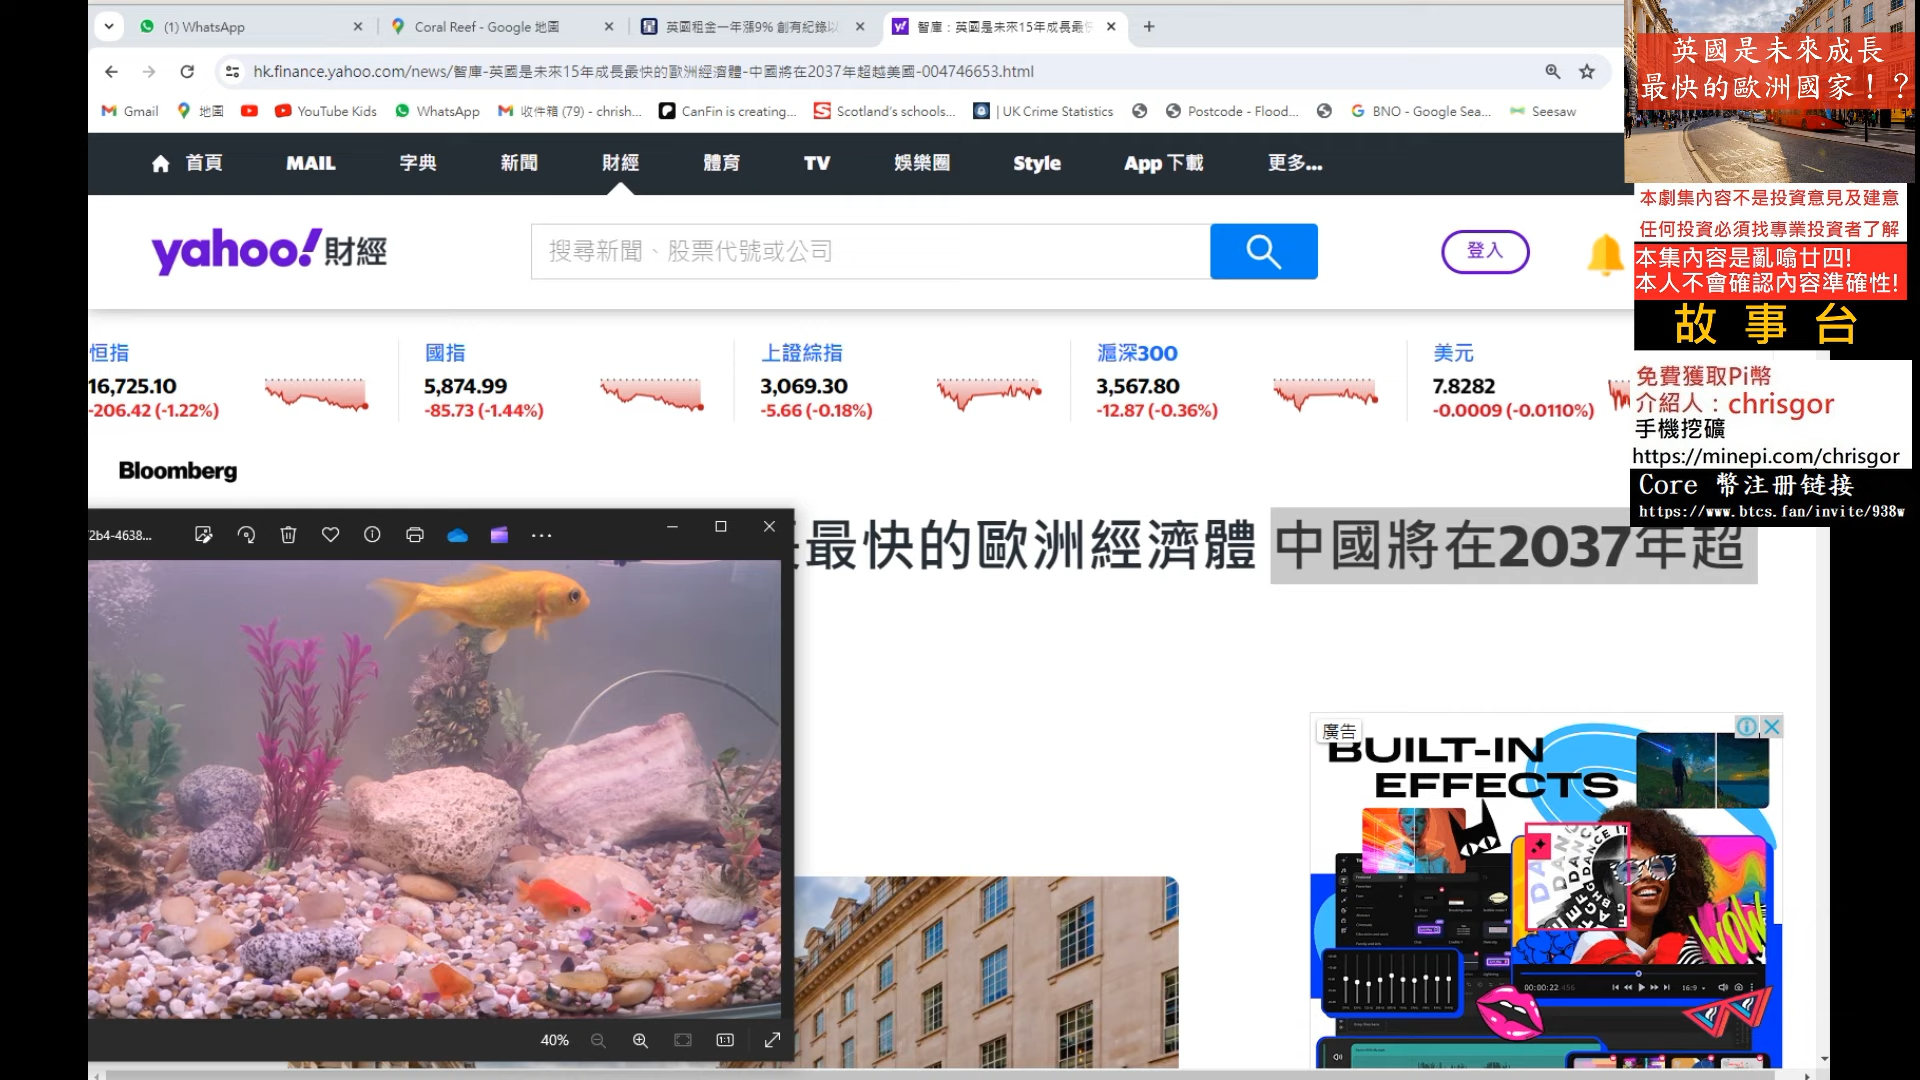 (1) WhatsApp
Coral Reef - Google 地圖
英國租金一年漲9% 創有紀錄以
智庫：英國是未來15年成長最快
hk.finance.yahoo.com/news/智庫-英國是未來15年成長最快的歐洲經濟體-中國將在2037年超越美國-004746653.html
Gmail
地圖
YouTube Kids
WhatsApp
收件箱 (79) - chrish...
CanFin is creating...
Scotland's schools...
| UK Crime Statistics
Postcode - Flood...
BNO - Google Sea...
Seesaw
首頁
MAIL
字典
新聞
財經
體育
TV
娛樂圈
Style
App 下載
更多...
yahoo!財經
搜尋新聞、股票代號或公司
登入
恒指
16,725.10
-206.42 (-1.22%)
國指
5,874.99
-85.73 (-1.44%)
上證綜指
3,069.30
-5.66 (-0.18%)
滬深300
3,567.80
-12.87 (-0.36%)
美元
7.8282
-0.0009 (-0.0110%)
Bloomberg
最快的歐洲經濟體 中國將在2037年超
2b4-4638...
40%
1:1
廣告
BUILT-IN
EFFECTS
WOW
00:00:22.456
16:9
英國是未來成長
最快的歐洲國家！？
本劇集內容不是投資意見及建意
任何投資必須找專業投資者了解
本集內容是亂噏廿四!
本人不會確認內容準確性!
故 事 台
免費獲取Pi幣
介紹人：chrisgor
手機挖礦
https://minepi.com/chrisgor
Core 幣注册链接
https://www.btcs.fan/invite/938w